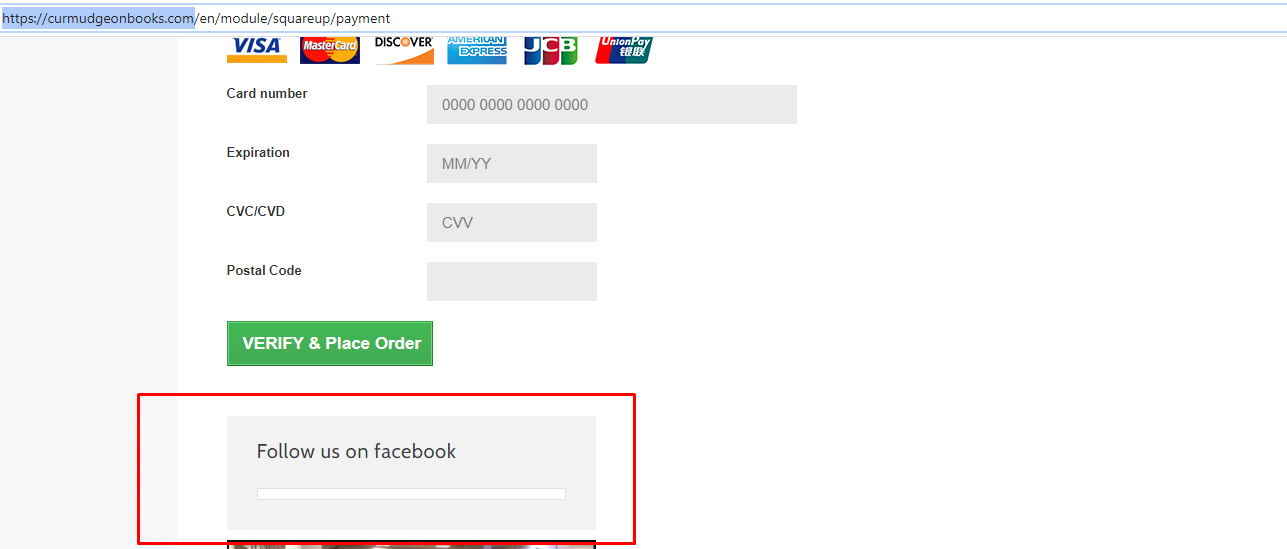 https://curmudgeonbooks.com/en/module/squareup/payment
VISA MasterCard DISCOVER AMERICAN EXPRESS JCB UnionPay 银联
Card number 0000 0000 0000 0000
Expiration MM/YY
CVC/CVD CVV
Postal Code
VERIFY & Place Order
Follow us on facebook